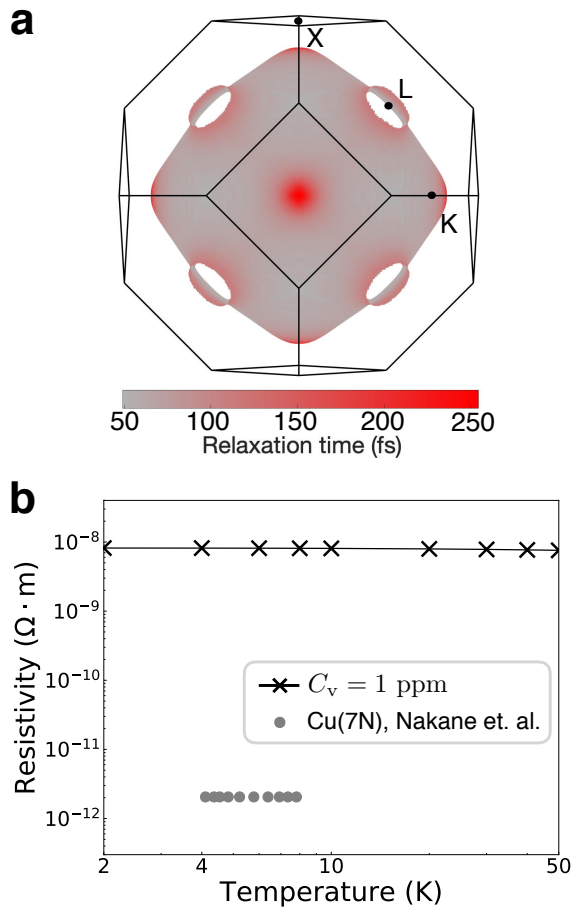 a
X
L
K
50 100 150 200 250
Relaxation time (fs)
b
10⁻⁸
10⁻⁹
10⁻¹⁰
10⁻¹¹
10⁻¹²
Resistivity (Ω · m)
Cᵥ = 1 ppm
Cu(7N), Nakane et. al.
2 4 10 50
Temperature (K)